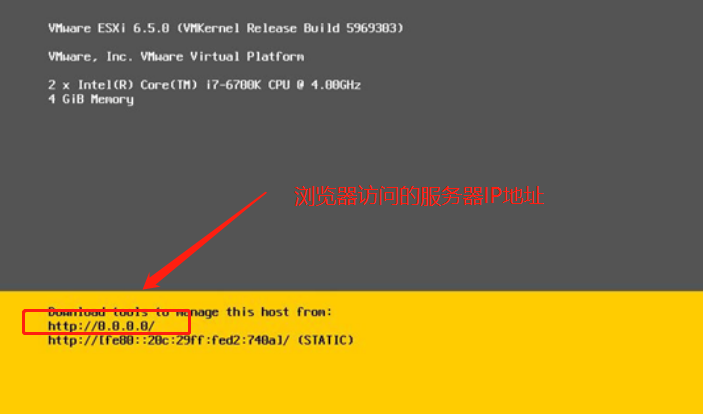 VMware ESXi 6.5.0 (VMKernel Release Build 5969303)
VMware, Inc. VMware Virtual Platform
2 x Intel(R) Core(TM) i7-6700K CPU @ 4.00GHz
4 GiB Memory
浏览器访问的服务器IP地址
Download tools to manage this host from:
http://0.0.0.0/
http://[fe80::20c:29ff:fed2:740a]/ (STATIC)